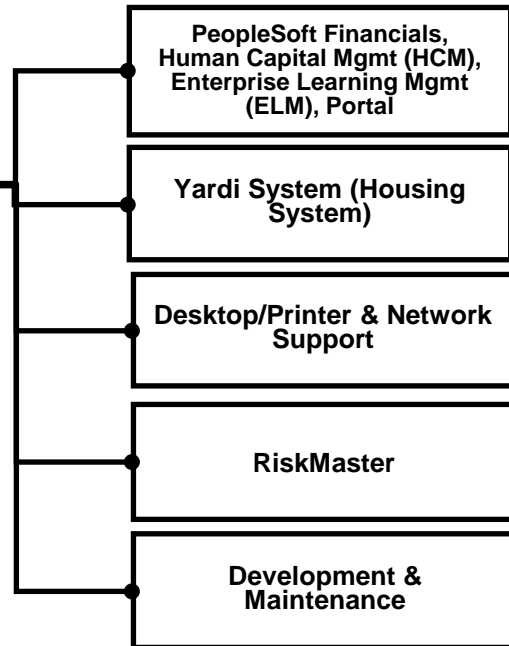 PeopleSoft Financials,
Human Capital Mgmt (HCM),
Enterprise Learning Mgmt
(ELM), Portal
Yardi System (Housing
System)
Desktop/Printer & Network
Support
RiskMaster
Development &
Maintenance